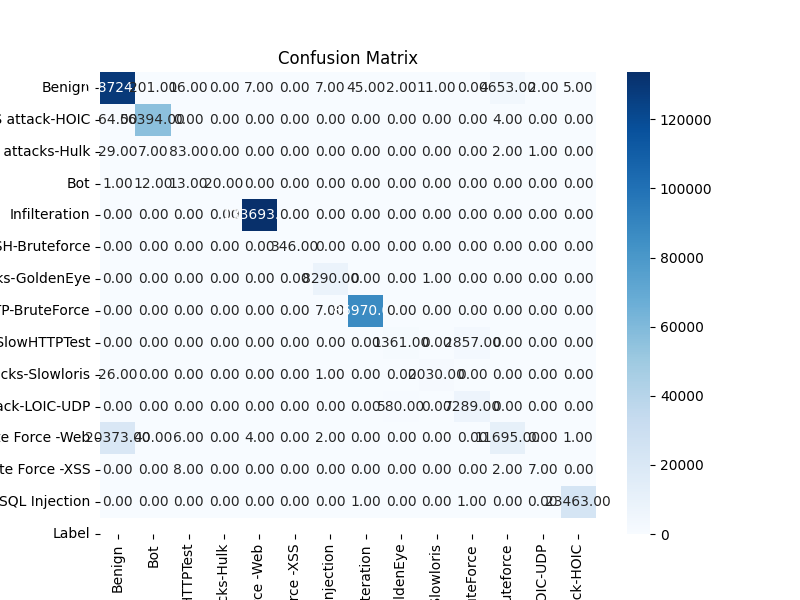 Confusion Matrix
Benign 201.00 16.00 0.00 7.00 0.00 7.00 45.00 2.00 11.00 0.00 4653.00 2.00 5.00
S attack-HOIC 64.00 56394.00 0.00 0.00 0.00 0.00 0.00 0.00 0.00 0.00 4.00 0.00 0.00
attacks-Hulk 29.00 7.00 83.00 0.00 0.00 0.00 0.00 0.00 0.00 0.00 0.00 2.00 1.00 0.00
Bot 1.00 12.00 13.00 20.00 0.00 0.00 0.00 0.00 0.00 0.00 0.00 0.00 0.00 0.00
Infilteration 0.00 0.00 0.00 0.00 0.00 0.00 0.00 0.00 0.00 0.00 0.00 0.00 0.00
SH-Bruteforce 0.00 0.00 0.00 0.00 0.00 346.00 0.00 0.00 0.00 0.00 0.00 0.00 0.00 0.00
ks-GoldenEye 0.00 0.00 0.00 0.00 0.00 0.00 8290.00 0.00 0.00 1.00 0.00 0.00 0.00 0.00
TP-BruteForce 0.00 0.00 0.00 0.00 0.00 0.00 7.00 0.00 0.00 0.00 0.00 0.00 0.00
SlowHTTPTest 0.00 0.00 0.00 0.00 0.00 0.00 0.00 0.00 1361.00 0.00 2857.00 0.00 0.00 0.00
cks-Slowloris 26.00 0.00 0.00 0.00 0.00 0.00 1.00 0.00 0.00 2030.00 0.00 0.00 0.00 0.00
ack-LOIC-UDP 0.00 0.00 0.00 0.00 0.00 0.00 0.00 0.00 580.00 0.00 7289.00 0.00 0.00 0.00
te Force -Web 20373.00 40.00 6.00 0.00 4.00 0.00 2.00 0.00 0.00 0.00 0.00 11695.00 0.00 1.00
te Force -XSS 0.00 0.00 8.00 0.00 0.00 0.00 0.00 0.00 0.00 0.00 0.00 2.00 7.00 0.00
SQL Injection 0.00 0.00 0.00 0.00 0.00 0.00 0.00 1.00 0.00 0.00 1.00 0.00 0.00 23463.00
Label
Benign
Bot
HTTPTest
cks-Hulk
ce -Web
rce -XSS
njection
teration
ldenEye
Slowloris
uteForce
uteforce
OIC-UDP
ck-HOIC
120000
100000
80000
60000
40000
20000
0